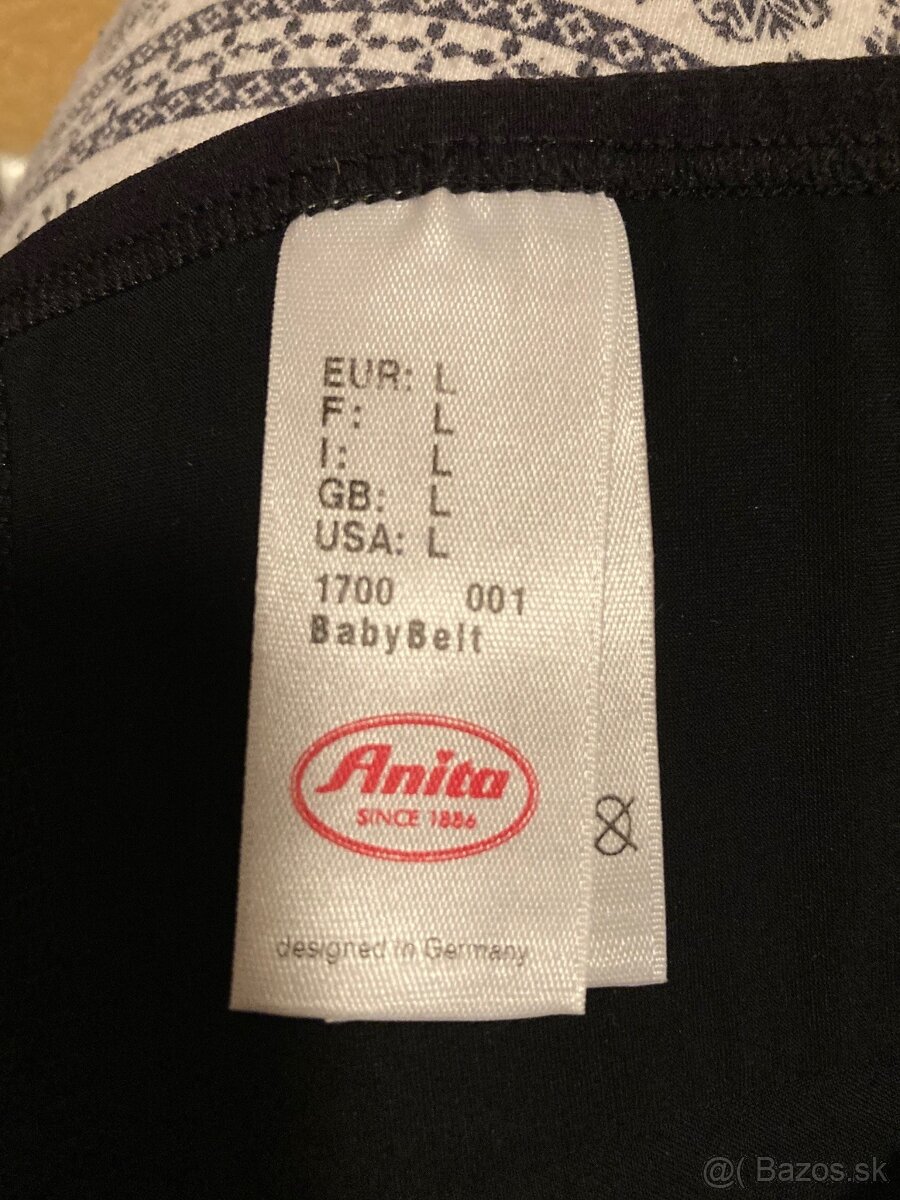 EUR: L
F: L
I: L
GB: L
USA: L
1700 001
BabyBelt
Anita
SINCE 1886
designed in Germany
@( Bazos.sk